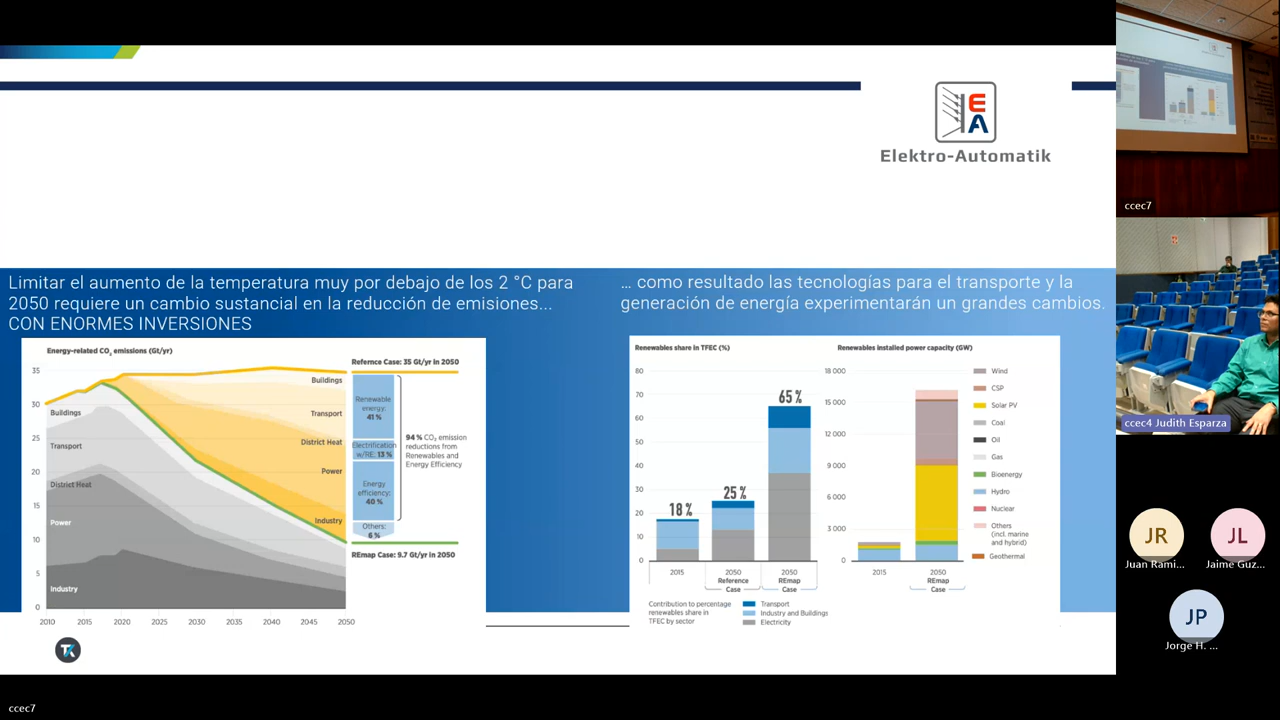 E
A
Elektro-Automatik
Limitar el aumento de la temperatura muy por debajo de los 2 °C para
2050 requiere un cambio sustancial en la reducción de emisiones...
CON ENORMES INVERSIONES
... como resultado las tecnologías para el transporte y la
generación de energía experimentarán un grandes cambios.
Energy-related CO₂ emissions (Gt/yr)
35
30
25
20
15
10
5
0
2010
2015
2020
2025
2030
2035
2040
2045
2050
Buildings
Transport
District Heat
Power
Industry
Buildings
Transport
District Heat
Power
Industry
Refernce Case: 35 Gt/yr in 2050
Renewable
energy:
41 %
Electrification
w/RE: 13 %
Energy
efficiency:
40 %
Others:
6 %
94 % CO₂ emission
reductions from
Renewables and
Energy Efficiency
REmap Case: 9.7 Gt/yr in 2050
Renewables share in TFEC (%)
80
70
60
50
40
30
20
10
0
18 %
25 %
65 %
2015
2050
Reference
Case
2050
REmap
Case
Contribution to percentage
renewables share in
TFEC by sector
Transport
Industry and Buildings
Electricity
Renewables installed power capacity (GW)
18 000
15 000
12 000
9 000
6 000
3 000
0
2015
2050
REmap
Case
Wind
CSP
Solar PV
Coal
Oil
Gas
Bioenergy
Hydro
Nuclear
Others
(incl. marine
and hybrid)
Geothermal
TX
ccec7
ccec7
ccec4 Judith Esparza
JR
Juan Rami...
JL
Jaime Guz...
JP
Jorge H. ...